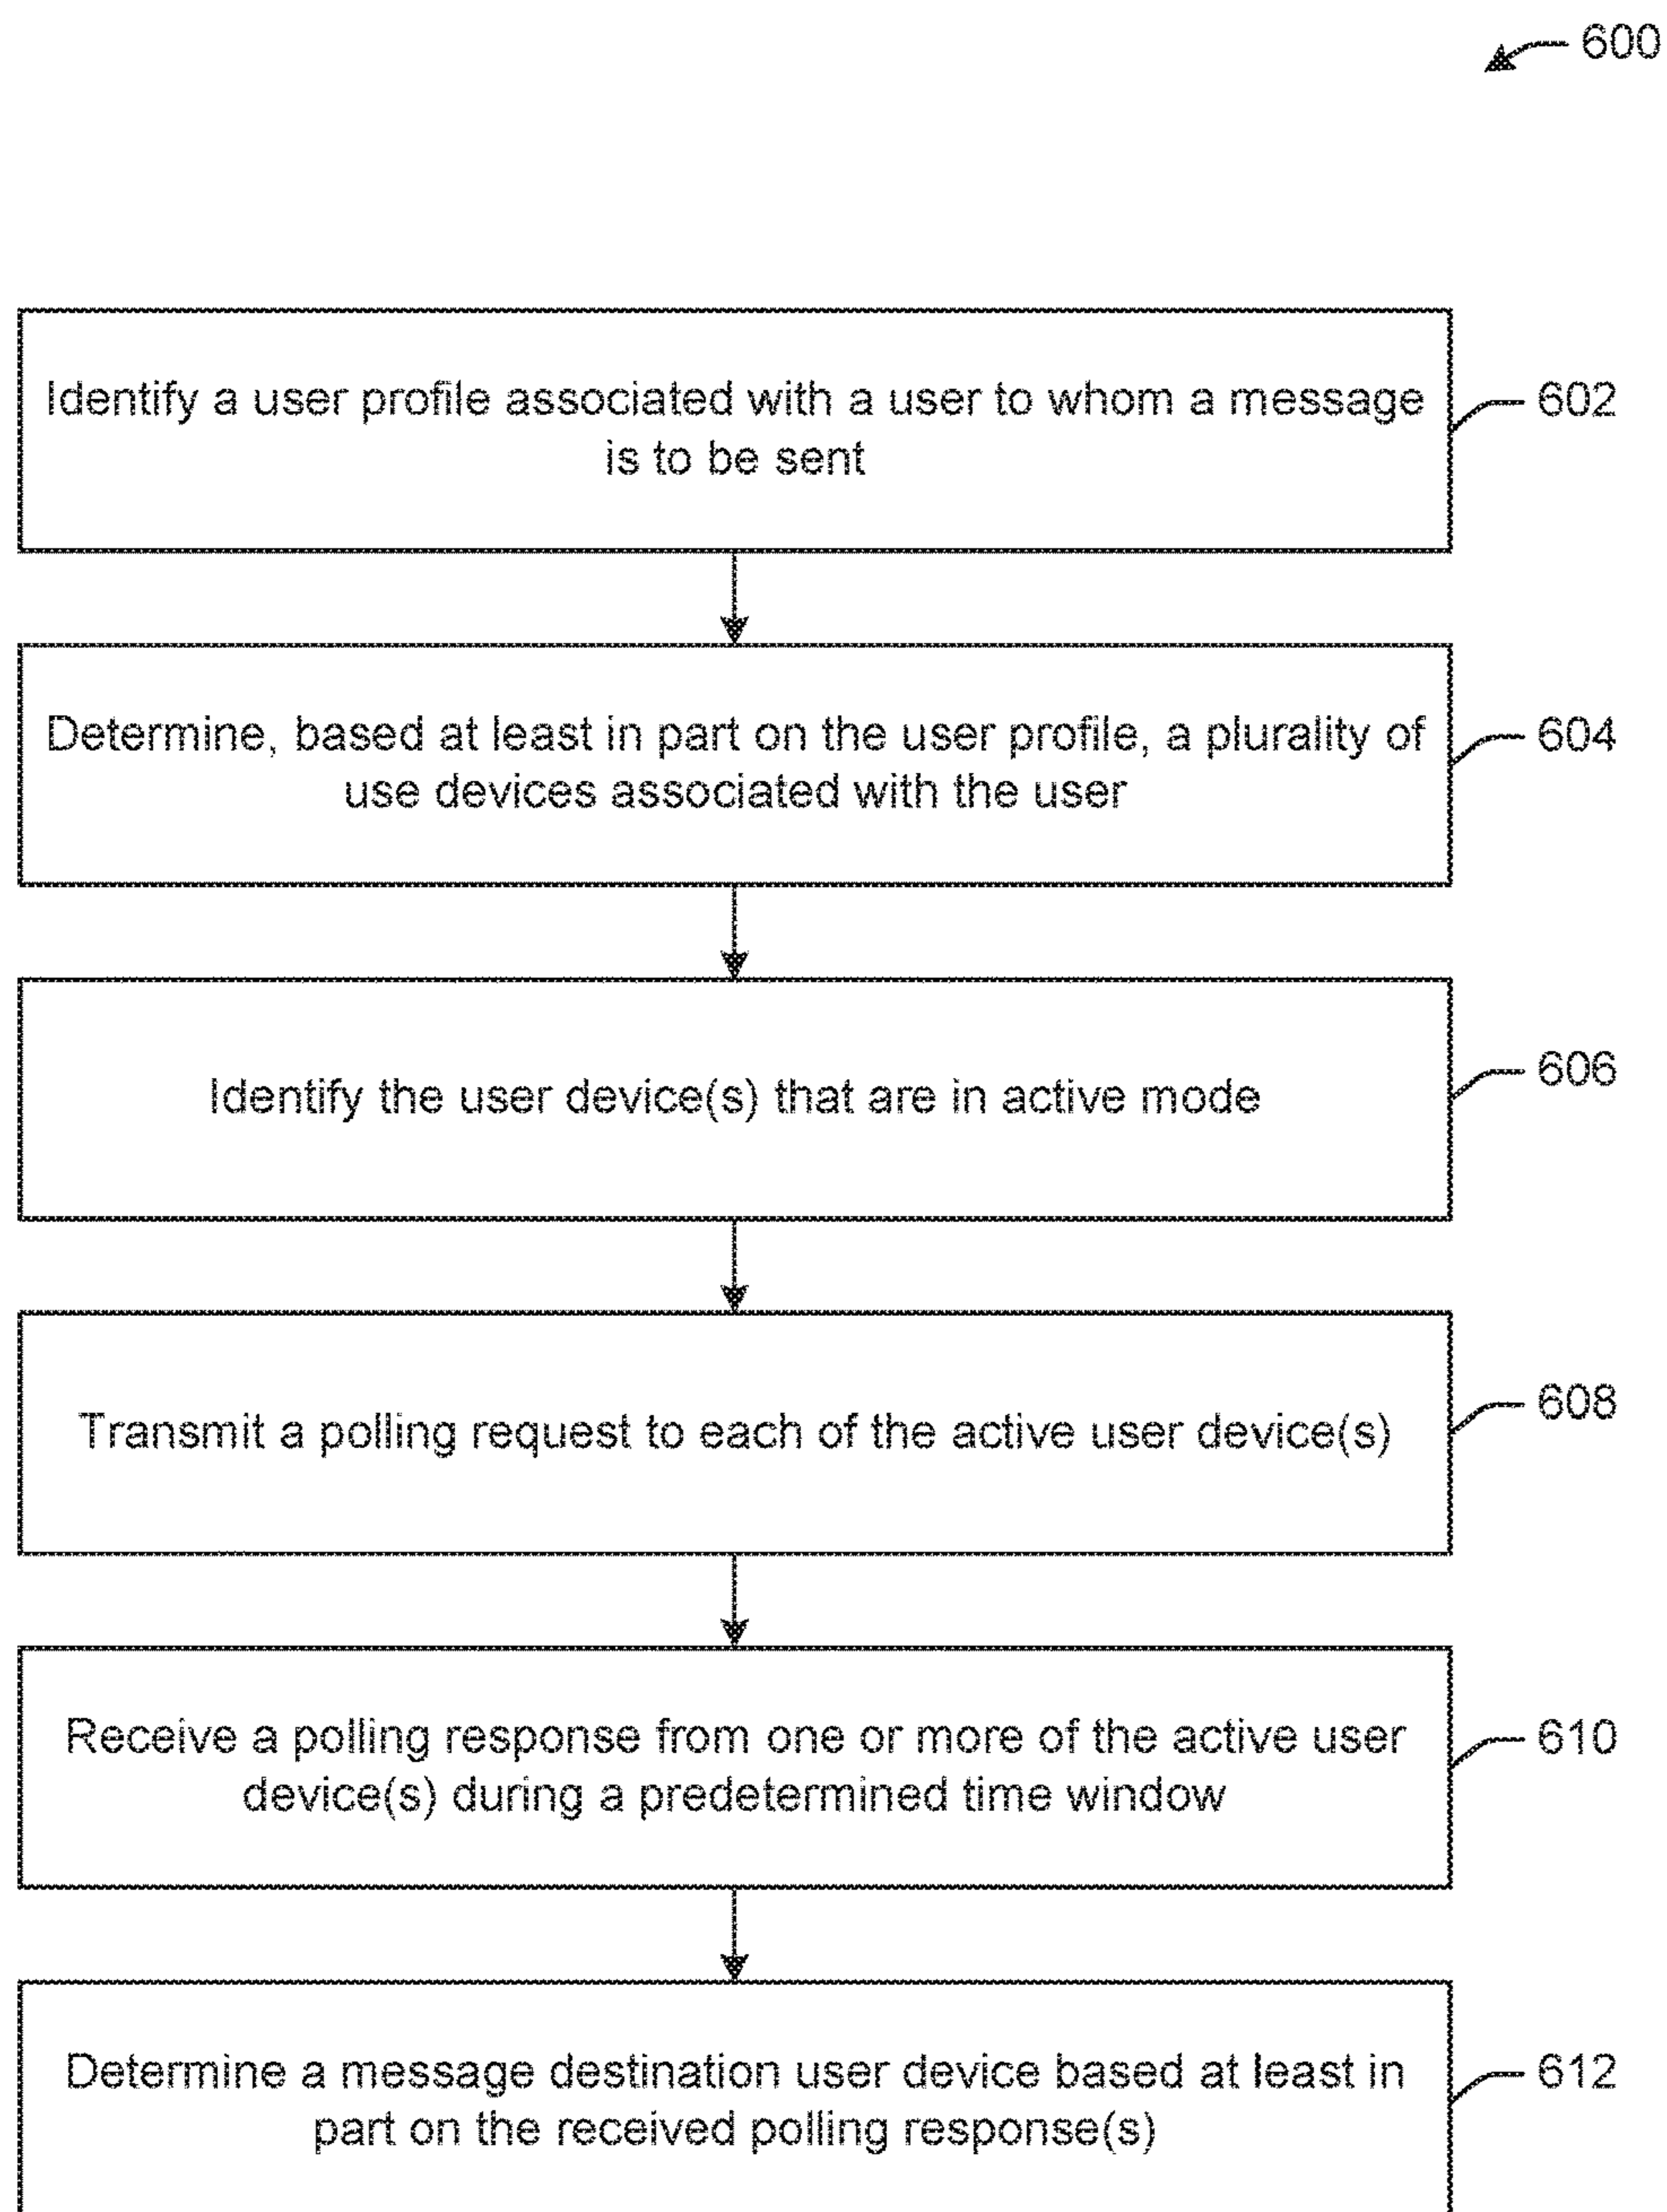 600
Identify a user profile associated with a user to whom a message
is to be sent
602
Determine, based at least in part on the user profile, a plurality of
use devices associated with the user
604
Identify the user device(s) that are in active mode
606
Transmit a polling request to each of the active user device(s)
608
Receive a polling response from one or more of the active user
device(s) during a predetermined time window
610
Determine a message destination user device based at least in
part on the received polling response(s)
612